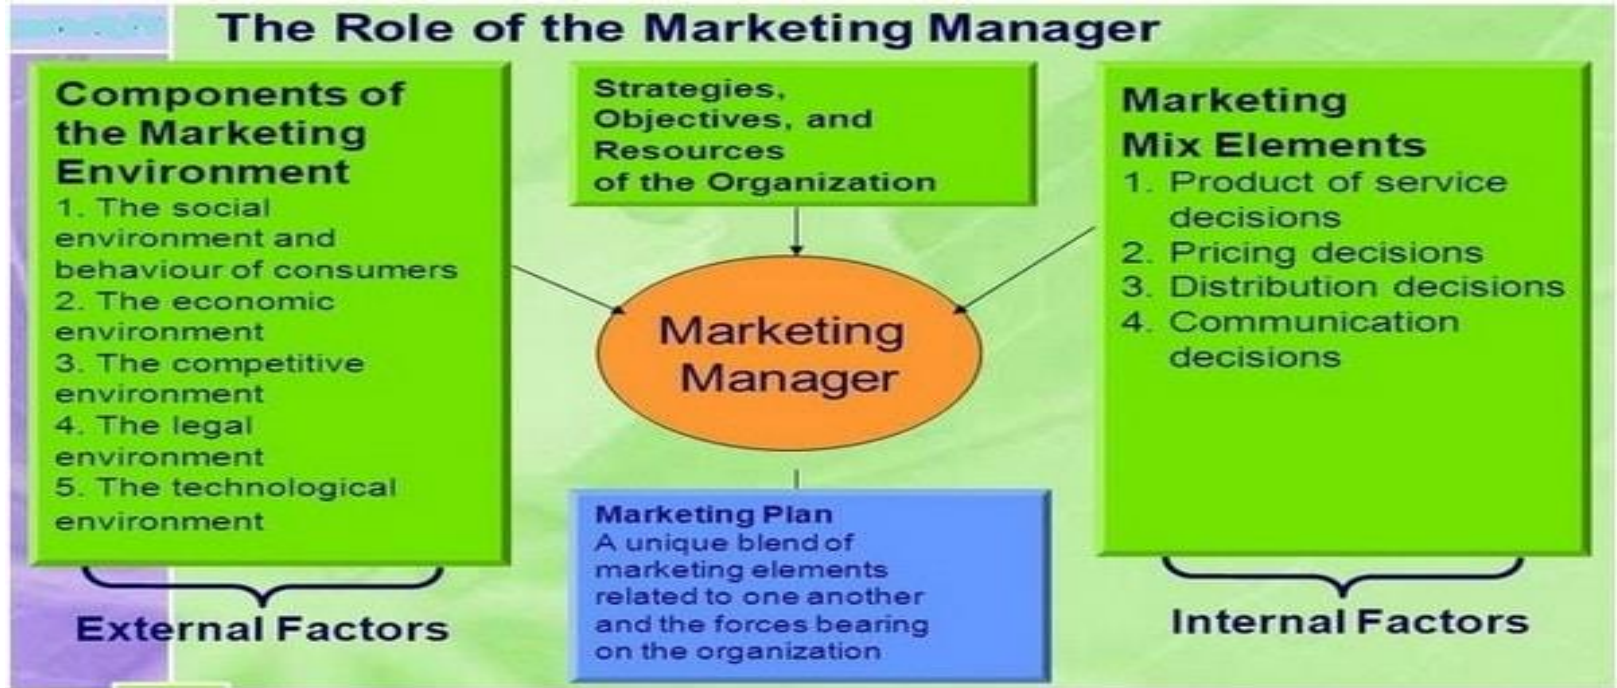 The Role of the Marketing Manager
Components of
the Marketing
Environment
1. The social
environment and
behaviour of consumers
2. The economic
environment
3. The competitive
environment
4. The legal
environment
5. The technological
environment
External Factors
Strategies,
Objectives, and
Resources
of the Organization
Marketing
Manager
Marketing Plan
A unique blend of
marketing elements
related to one another
and the forces bearing
on the organization
Marketing
Mix Elements
1. Product of service
decisions
2. Pricing decisions
3. Distribution decisions
4. Communication
decisions
Internal Factors